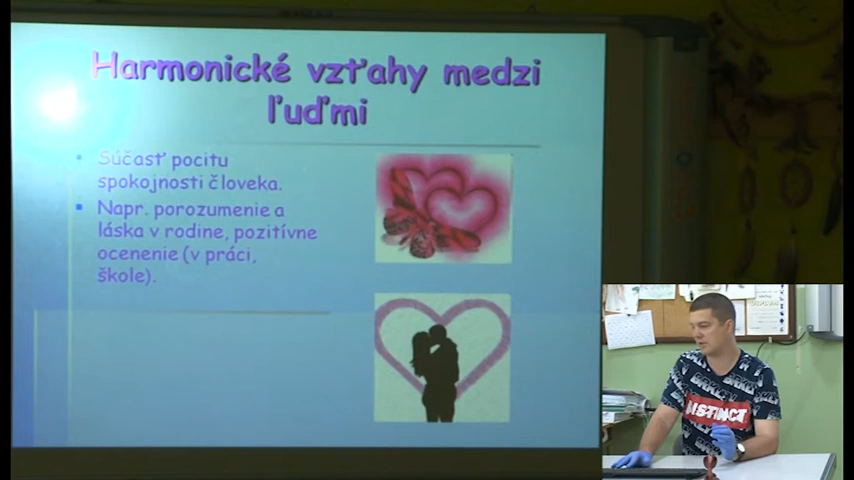 Harmonické vzťahy medzi
ľuďmi
Súčasť pocitu
spokojnosti človeka.
Napr. porozumenie a
láska v rodine, pozitívne
ocenenie (v práci,
škole).
DISTINCT